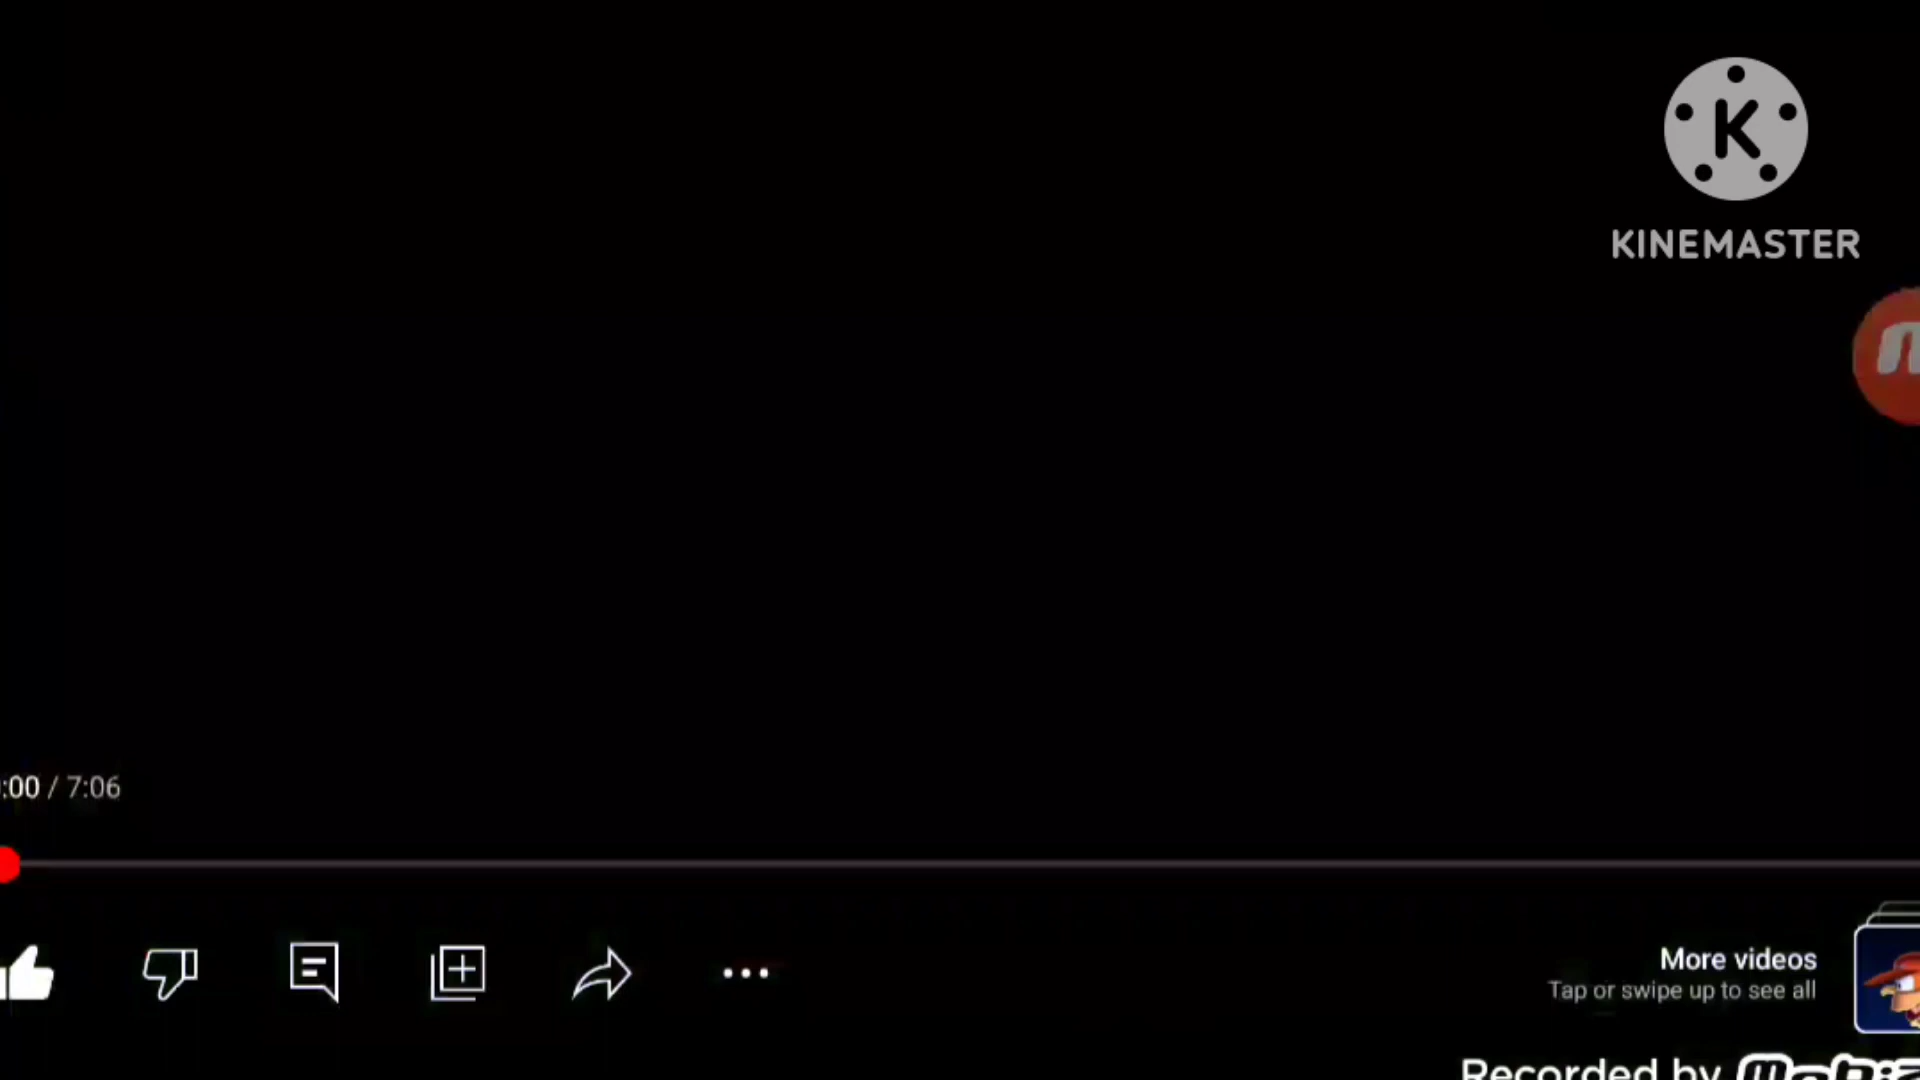 K
KINEMASTER
:00 / 7:06
More videos
Tap or swipe up to see all
Recorded by